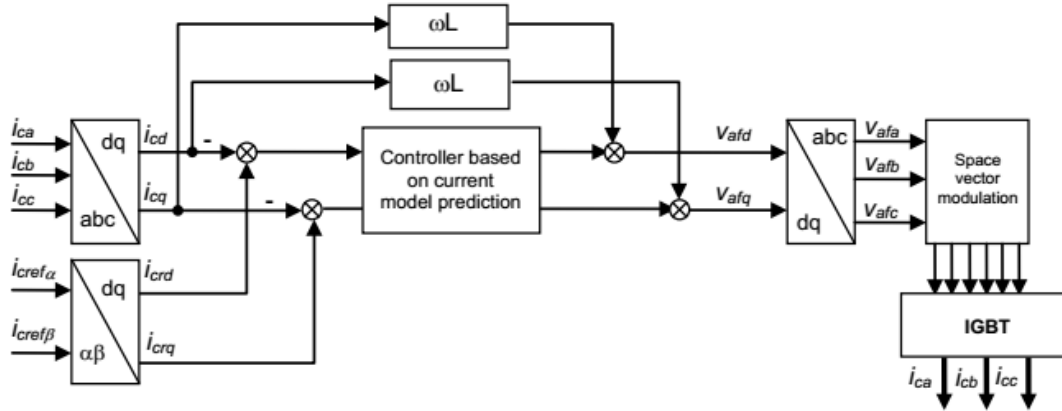 ωL
ωL
i_ca
i_cb
i_cc
dq
abc
i_cd
i_cq
-
-
Controller based
on current
model prediction
v_afd
v_afq
abc
dq
v_afa
v_afb
v_afc
Space
vector
modulation
i_crefα
i_crefβ
dq
αβ
i_crd
i_crq
IGBT
i_ca
i_cb
i_cc